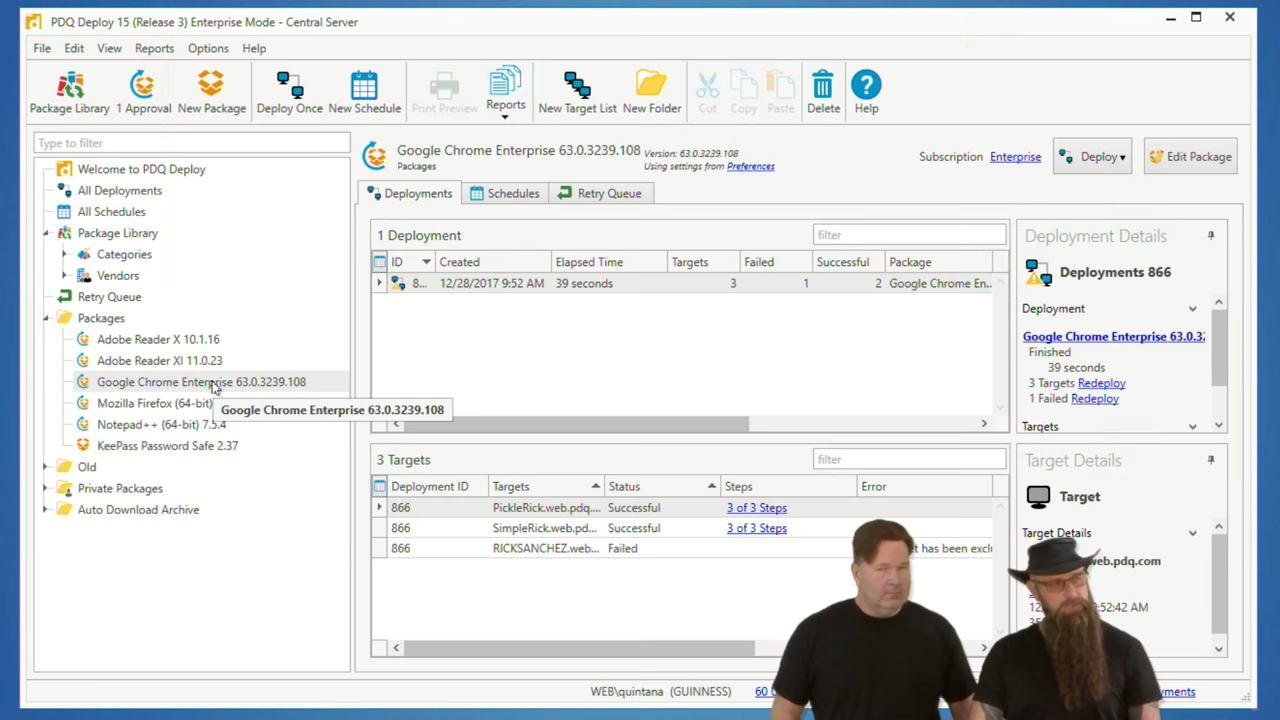 PDQ Deploy 15 (Release 3) Enterprise Mode - Central Server
File Edit View Reports Options Help
Package Library 1 Approval New Package Deploy Once New Schedule Print Preview Reports New Target List New Folder Cut Copy Paste Delete Help
Type to filter
Welcome to PDQ Deploy
All Deployments
All Schedules
Package Library
Categories
Vendors
Retry Queue
Packages
Adobe Reader X 10.1.16
Adobe Reader XI 11.0.23
Google Chrome Enterprise 63.0.3239.108
Mozilla Firefox (64-bit)
Google Chrome Enterprise 63.0.3239.108
Notepad++ (64-bit) 7.5.4
KeePass Password Safe 2.37
Old
Private Packages
Auto Download Archive
Google Chrome Enterprise 63.0.3239.108 Version: 63.0.3239.108
Packages Using settings from Preferences
Subscription Enterprise Deploy Edit Package
Deployments Schedules Retry Queue
1 Deployment filter
ID Created Elapsed Time Targets Failed Successful Package
8... 12/28/2017 9:52 AM 39 seconds 3 1 2 Google Chrome En...
3 Targets filter
Deployment ID Targets Status Steps Error
866 PickleRick.web.pdq.... Successful 3 of 3 Steps
866 SimpleRick.web.pd... Successful 3 of 3 Steps
866 RICKSANCHEZ.web... Failed et has been exclu
Deployment Details
Deployments 866
Deployment
Google Chrome Enterprise 63.0.3:
Finished
39 seconds
3 Targets Redeploy
1 Failed Redeploy
Targets
Target Details
Target
Target Details
web.pdq.com
12 9:52:42 AM
WEB\quintana (GUINNESS) 60